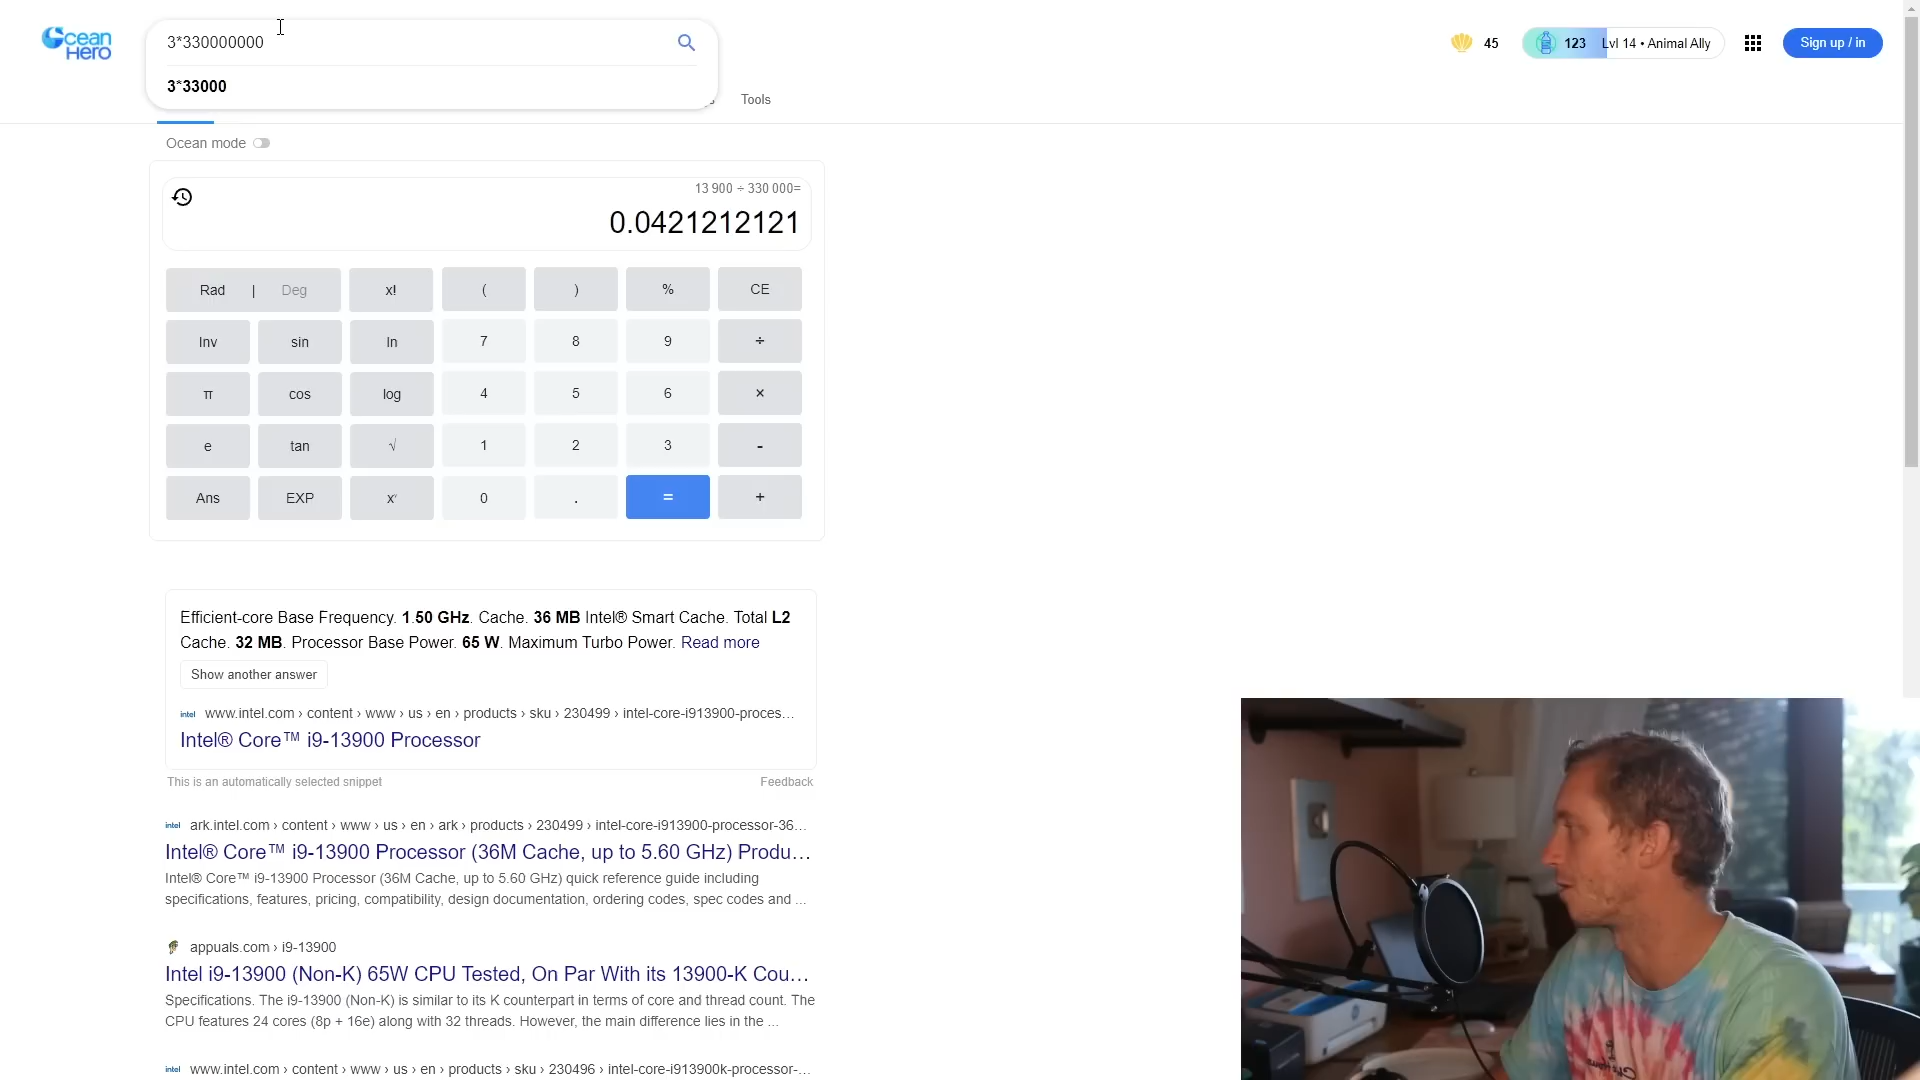 Ocean Hero
3*330000000
3*33000
45
123 Lvl 14 • Animal Ally
Sign up / in
Tools
Ocean mode
13 900 ÷ 330 000=
0.0421212121
Rad | Deg x! ( ) % CE
Inv sin ln 7 8 9 ÷
π cos log 4 5 6 ×
e tan √ 1 2 3 -
Ans EXP xʸ 0 . = +
Efficient-core Base Frequency. 1.50 GHz. Cache. 36 MB Intel® Smart Cache. Total L2
Cache. 32 MB. Processor Base Power. 65 W. Maximum Turbo Power. Read more
Show another answer
intel www.intel.com › content › www › us › en › products › sku › 230499 › intel-core-i913900-proces…
Intel® Core™ i9-13900 Processor
This is an automatically selected snippet Feedback
intel ark.intel.com › content › www › us › en › ark › products › 230499 › intel-core-i913900-processor-36…
Intel® Core™ i9-13900 Processor (36M Cache, up to 5.60 GHz) Produ…
Intel® Core™ i9-13900 Processor (36M Cache, up to 5.60 GHz) quick reference guide including
specifications, features, pricing, compatibility, design documentation, ordering codes, spec codes and ...
appuals.com › i9-13900
Intel i9-13900 (Non-K) 65W CPU Tested, On Par With its 13900-K Cou…
Specifications. The i9-13900 (Non-K) is similar to its K counterpart in terms of core and thread count. The
CPU features 24 cores (8p + 16e) along with 32 threads. However, the main difference lies in the ...
intel www.intel.com › content › www › us › en › products › sku › 230496 › intel-core-i913900k-processor-…